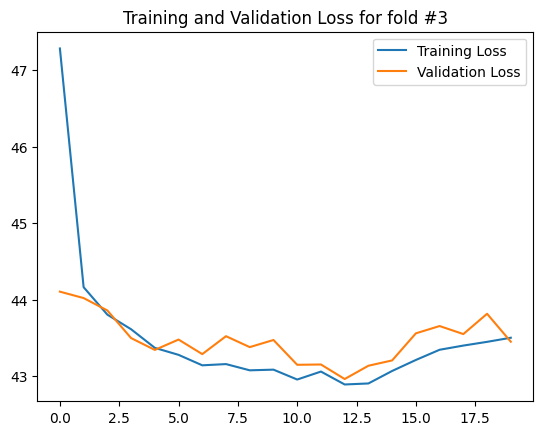 Training and Validation Loss for fold #3
Training Loss
Validation Loss
47
46
45
44
43
0.0 2.5 5.0 7.5 10.0 12.5 15.0 17.5